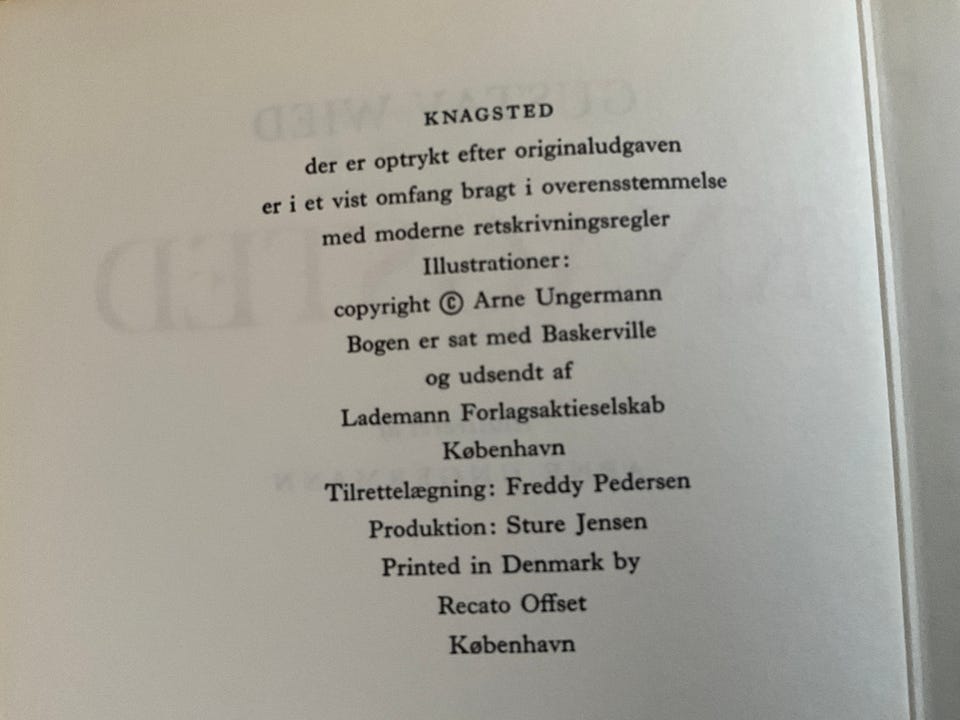 KNAGSTED
der er optrykt efter originaludgaven
er i et vist omfang bragt i overensstemmelse
med moderne retskrivningsregler
Illustrationer:
copyright © Arne Ungermann
Bogen er sat med Baskerville
og udsendt af
Lademann Forlagsaktieselskab
København
Tilrettelægning: Freddy Pedersen
Produktion: Sture Jensen
Printed in Denmark by
Recato Offset
København